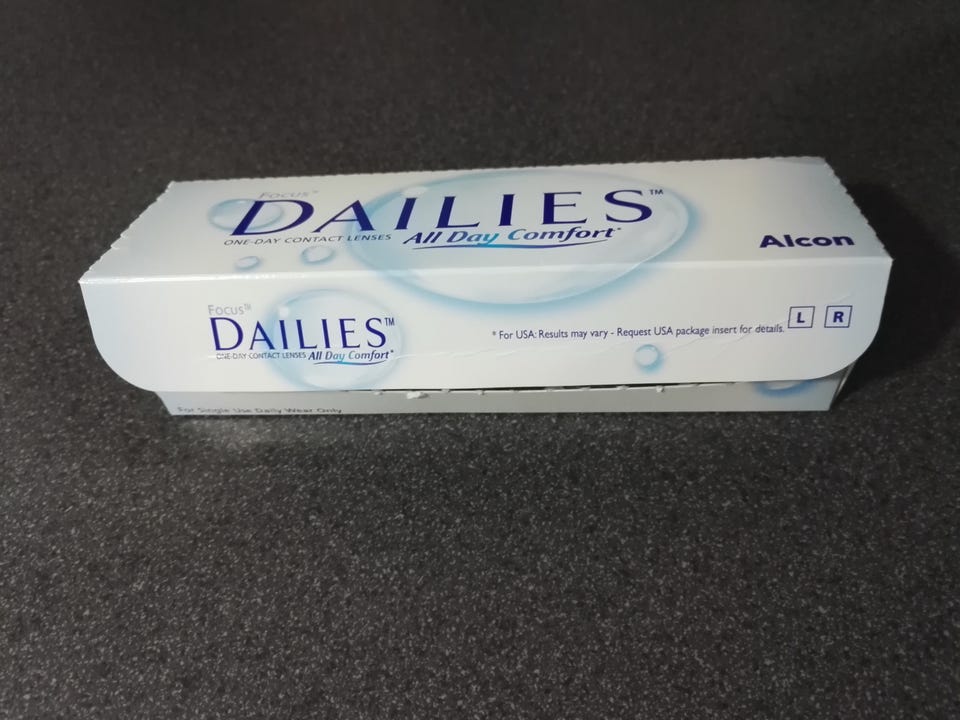 Focus™
DAILIES™
ONE-DAY CONTACT LENSES All Day Comfort*
Alcon
Focus™
DAILIES™
ONE-DAY CONTACT LENSES All Day Comfort*
* For USA: Results may vary - Request USA package insert for details. L R
For Single Use Daily Wear Only